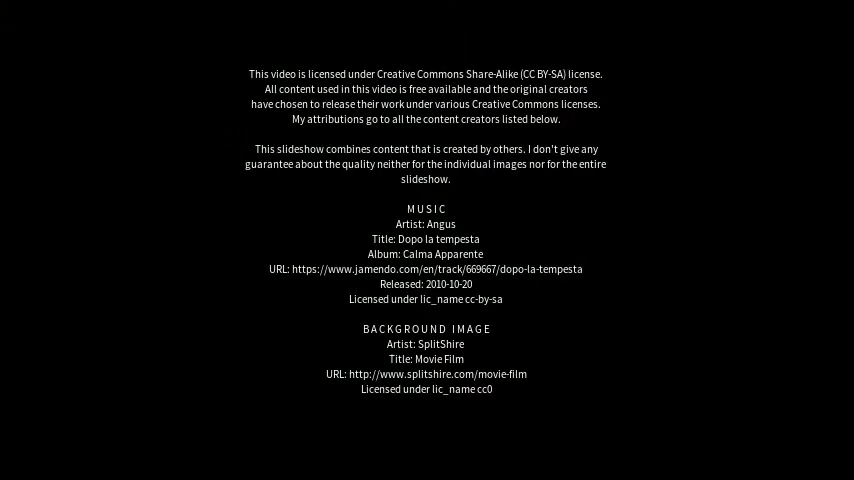 This video is licensed under Creative Commons Share-Alike (CC BY-SA) license.
All content used in this video is free available and the original creators
have chosen to release their work under various Creative Commons licenses.
My attributions go to all the content creators listed below.
This slideshow combines content that is created by others. I don't give any
guarantee about the quality neither for the individual images nor for the entire
slideshow.
MUSIC
Artist: Angus
Title: Dopo la tempesta
Album: Calma Apparente
URL: https://www.jamendo.com/en/track/669667/dopo-la-tempesta
Released: 2010-10-20
Licensed under lic_name cc-by-sa
BACKGROUND IMAGE
Artist: SplitShire
Title: Movie Film
URL: http://www.splitshire.com/movie-film
Licensed under lic_name cc0